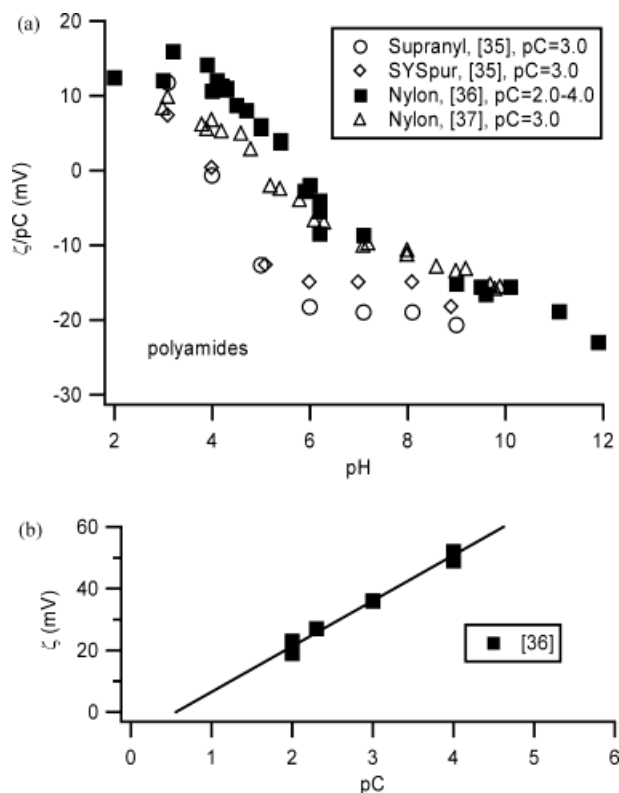 (a)
20
10
0
-10
-20
-30
ζ/pC (mV)
Supranyl, [35], pC=3.0
SYSpur, [35], pC=3.0
Nylon, [36], pC=2.0-4.0
Nylon, [37], pC=3.0
polyamides
2 4 6 8 10 12
pH
(b)
60
40
20
0
ζ (mV)
[36]
0 1 2 3 4 5 6
pC